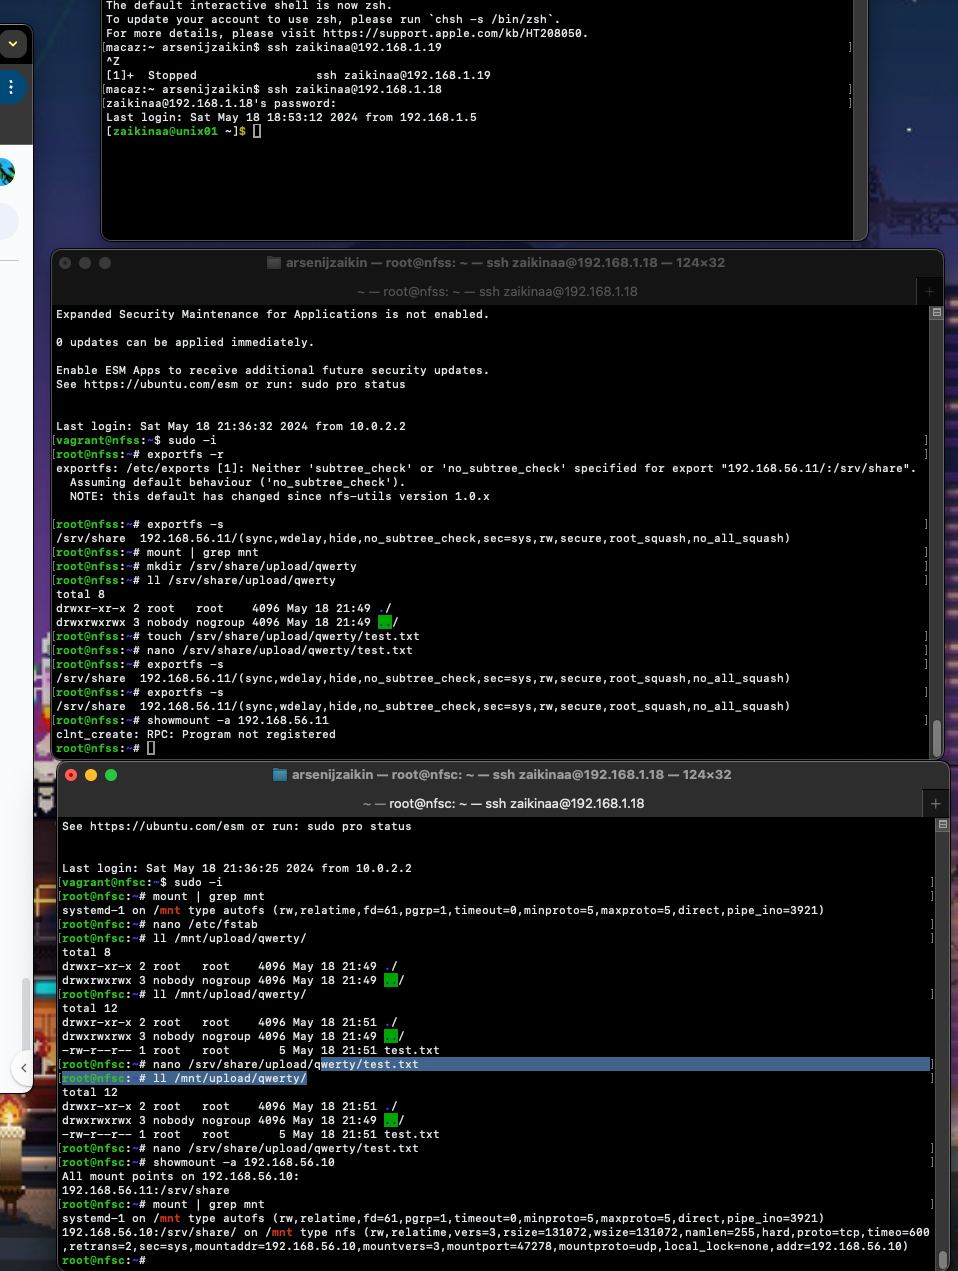 The default interactive shell is now zsh.
To update your account to use zsh, please run `chsh -s /bin/zsh`.
For more details, please visit https://support.apple.com/kb/HT208050.
[macaz:~ arsenijzaikin$ ssh zaikinaa@192.168.1.19 ]
^Z
[1]+  Stopped                 ssh zaikinaa@192.168.1.19
[macaz:~ arsenijzaikin$ ssh zaikinaa@192.168.1.18 ]
[zaikinaa@192.168.1.18's password: ]
Last login: Sat May 18 18:53:12 2024 from 192.168.1.5
[zaikinaa@unix01 ~]$
arsenijzaikin — root@nfss: ~ — ssh zaikinaa@192.168.1.18 — 124×32
~ — root@nfss: ~ — ssh zaikinaa@192.168.1.18 +
Expanded Security Maintenance for Applications is not enabled.
0 updates can be applied immediately.
Enable ESM Apps to receive additional future security updates.
See https://ubuntu.com/esm or run: sudo pro status
Last login: Sat May 18 21:36:32 2024 from 10.0.2.2
[vagrant@nfss:~$ sudo -i ]
[root@nfss:~# exportfs -r ]
exportfs: /etc/exports [1]: Neither 'subtree_check' or 'no_subtree_check' specified for export "192.168.56.11/:/srv/share".
  Assuming default behaviour ('no_subtree_check').
  NOTE: this default has changed since nfs-utils version 1.0.x
[root@nfss:~# exportfs -s ]
/srv/share  192.168.56.11/(sync,wdelay,hide,no_subtree_check,sec=sys,rw,secure,root_squash,no_all_squash)
[root@nfss:~# mount | grep mnt ]
[root@nfss:~# mkdir /srv/share/upload/qwerty ]
[root@nfss:~# ll /srv/share/upload/qwerty ]
total 8
drwxr-xr-x 2 root   root    4096 May 18 21:49 ./
drwxrwxrwx 3 nobody nogroup 4096 May 18 21:49 ../
[root@nfss:~# touch /srv/share/upload/qwerty/test.txt ]
[root@nfss:~# nano /srv/share/upload/qwerty/test.txt ]
[root@nfss:~# exportfs -s ]
/srv/share  192.168.56.11/(sync,wdelay,hide,no_subtree_check,sec=sys,rw,secure,root_squash,no_all_squash)
[root@nfss:~# exportfs -s ]
/srv/share  192.168.56.11/(sync,wdelay,hide,no_subtree_check,sec=sys,rw,secure,root_squash,no_all_squash)
[root@nfss:~# showmount -a 192.168.56.11 ]
clnt_create: RPC: Program not registered
root@nfss:~#
arsenijzaikin — root@nfsc: ~ — ssh zaikinaa@192.168.1.18 — 124×32
~ — root@nfsc: ~ — ssh zaikinaa@192.168.1.18 +
See https://ubuntu.com/esm or run: sudo pro status
Last login: Sat May 18 21:36:25 2024 from 10.0.2.2
[vagrant@nfsc:~$ sudo -i ]
[root@nfsc:~# mount | grep mnt ]
systemd-1 on /mnt type autofs (rw,relatime,fd=61,pgrp=1,timeout=0,minproto=5,maxproto=5,direct,pipe_ino=3921)
[root@nfsc:~# nano /etc/fstab ]
[root@nfsc:~# ll /mnt/upload/qwerty/ ]
total 8
drwxr-xr-x 2 root   root    4096 May 18 21:49 ./
drwxrwxrwx 3 nobody nogroup 4096 May 18 21:49 ../
[root@nfsc:~# ll /mnt/upload/qwerty/ ]
total 12
drwxr-xr-x 2 root   root    4096 May 18 21:51 ./
drwxrwxrwx 3 nobody nogroup 4096 May 18 21:49 ../
-rw-r--r-- 1 root   root       5 May 18 21:51 test.txt
[root@nfsc:~# nano /srv/share/upload/qwerty/test.txt ]
[root@nfsc:~# ll /mnt/upload/qwerty/ ]
total 12
drwxr-xr-x 2 root   root    4096 May 18 21:51 ./
drwxrwxrwx 3 nobody nogroup 4096 May 18 21:49 ../
-rw-r--r-- 1 root   root       5 May 18 21:51 test.txt
[root@nfsc:~# nano /srv/share/upload/qwerty/test.txt ]
[root@nfsc:~# showmount -a 192.168.56.10 ]
All mount points on 192.168.56.10:
192.168.56.11:/srv/share
[root@nfsc:~# mount | grep mnt ]
systemd-1 on /mnt type autofs (rw,relatime,fd=61,pgrp=1,timeout=0,minproto=5,maxproto=5,direct,pipe_ino=3921)
192.168.56.10:/srv/share/ on /mnt type nfs (rw,relatime,vers=3,rsize=131072,wsize=131072,namlen=255,hard,proto=tcp,timeo=600
,retrans=2,sec=sys,mountaddr=192.168.56.10,mountvers=3,mountport=47278,mountproto=udp,local_lock=none,addr=192.168.56.10)
root@nfsc:~#